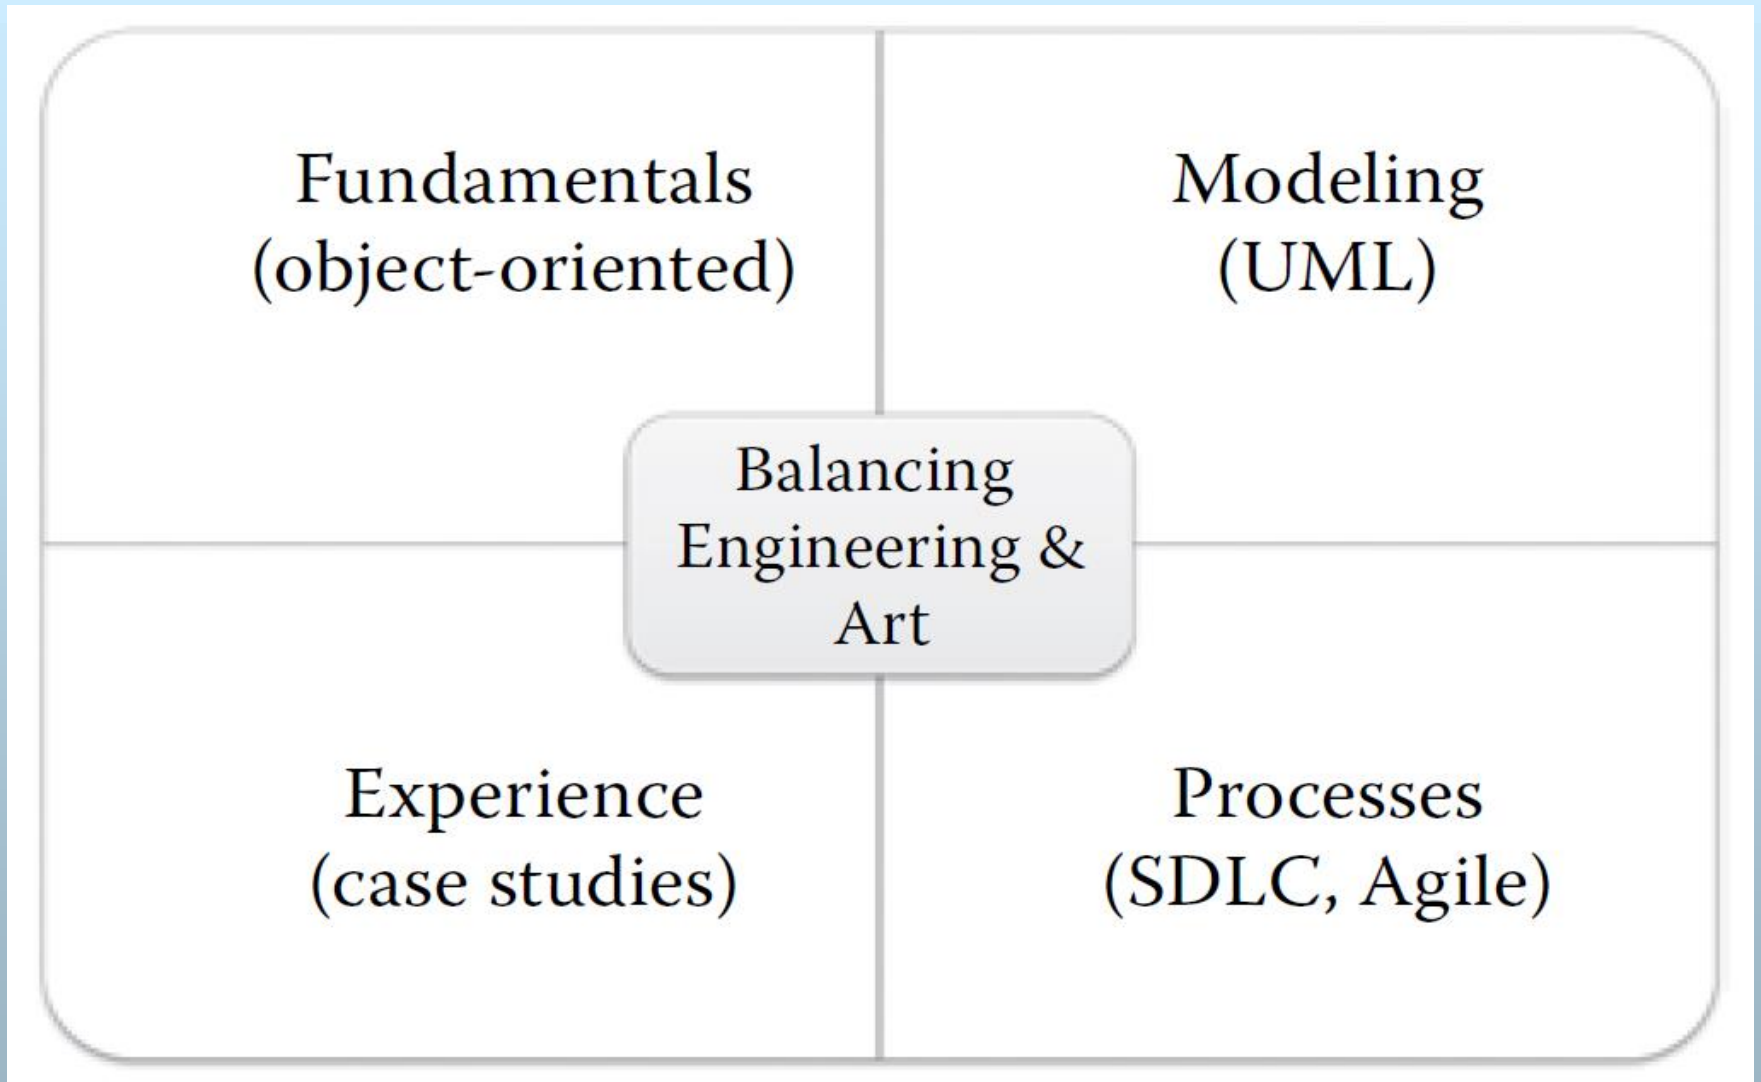 Fundamentals
(object-oriented)
Modeling
(UML)
Balancing
Engineering &
Art
Experience
(case studies)
Processes
(SDLC, Agile)